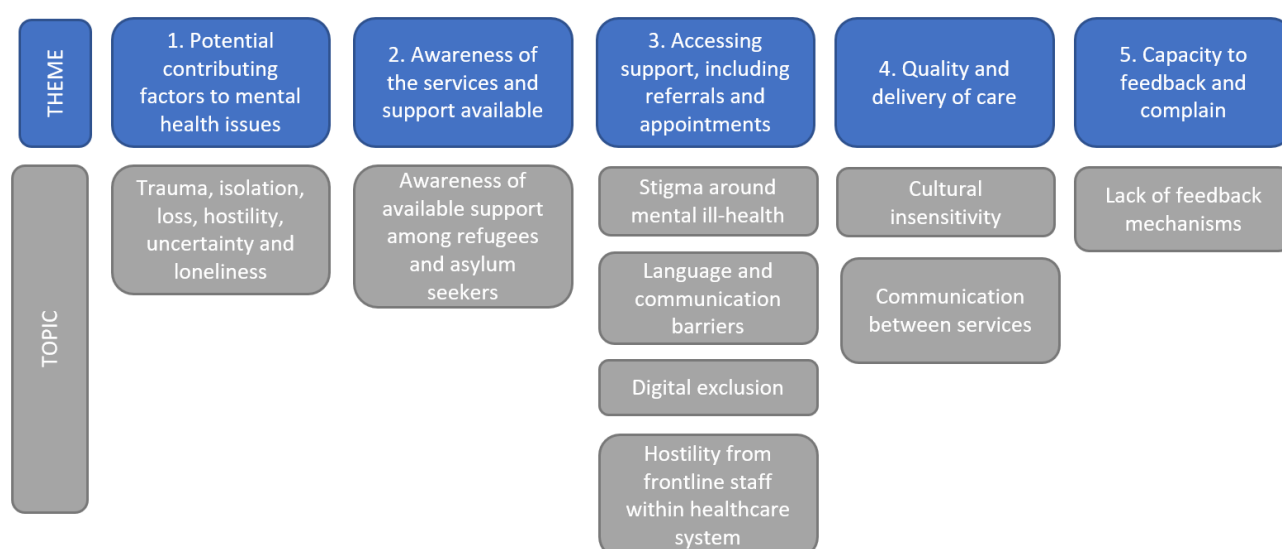 THEME
1. Potential
contributing
factors to mental
health issues
2. Awareness of
the services and
support available
3. Accessing
support, including
referrals and
appointments
4. Quality and
delivery of care
5. Capacity to
feedback and
complain
TOPIC
Trauma, isolation,
loss, hostility,
uncertainty and
loneliness
Awareness of
available support
among refugees
and asylum
seekers
Stigma around
mental ill-health
Language and
communication
barriers
Digital exclusion
Hostility from
frontline staff
within healthcare
system
Cultural
insensitivity
Communication
between services
Lack of feedback
mechanisms